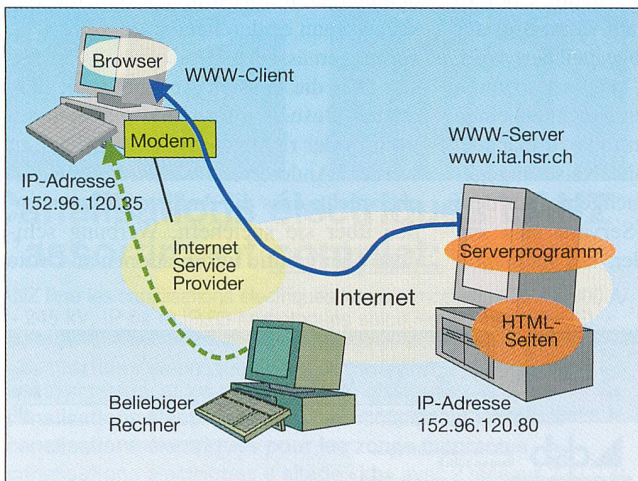 Browser
WWW-Client
Modem
IP-Adresse
152.96.120.85
Internet
Service
Provider
Internet
WWW-Server
www.ita.hsr.ch
Serverprogramm
HTML-
Seiten
Beliebiger
Rechner
IP-Adresse
152.96.120.80